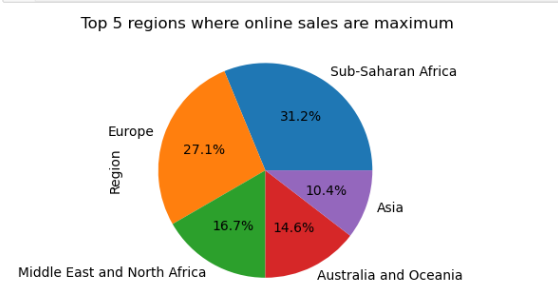 Top 5 regions where online sales are maximum
Sub-Saharan Africa
31.2%
Europe
27.1%
Region
10.4%
Asia
16.7%
14.6%
Middle East and North Africa
Australia and Oceania